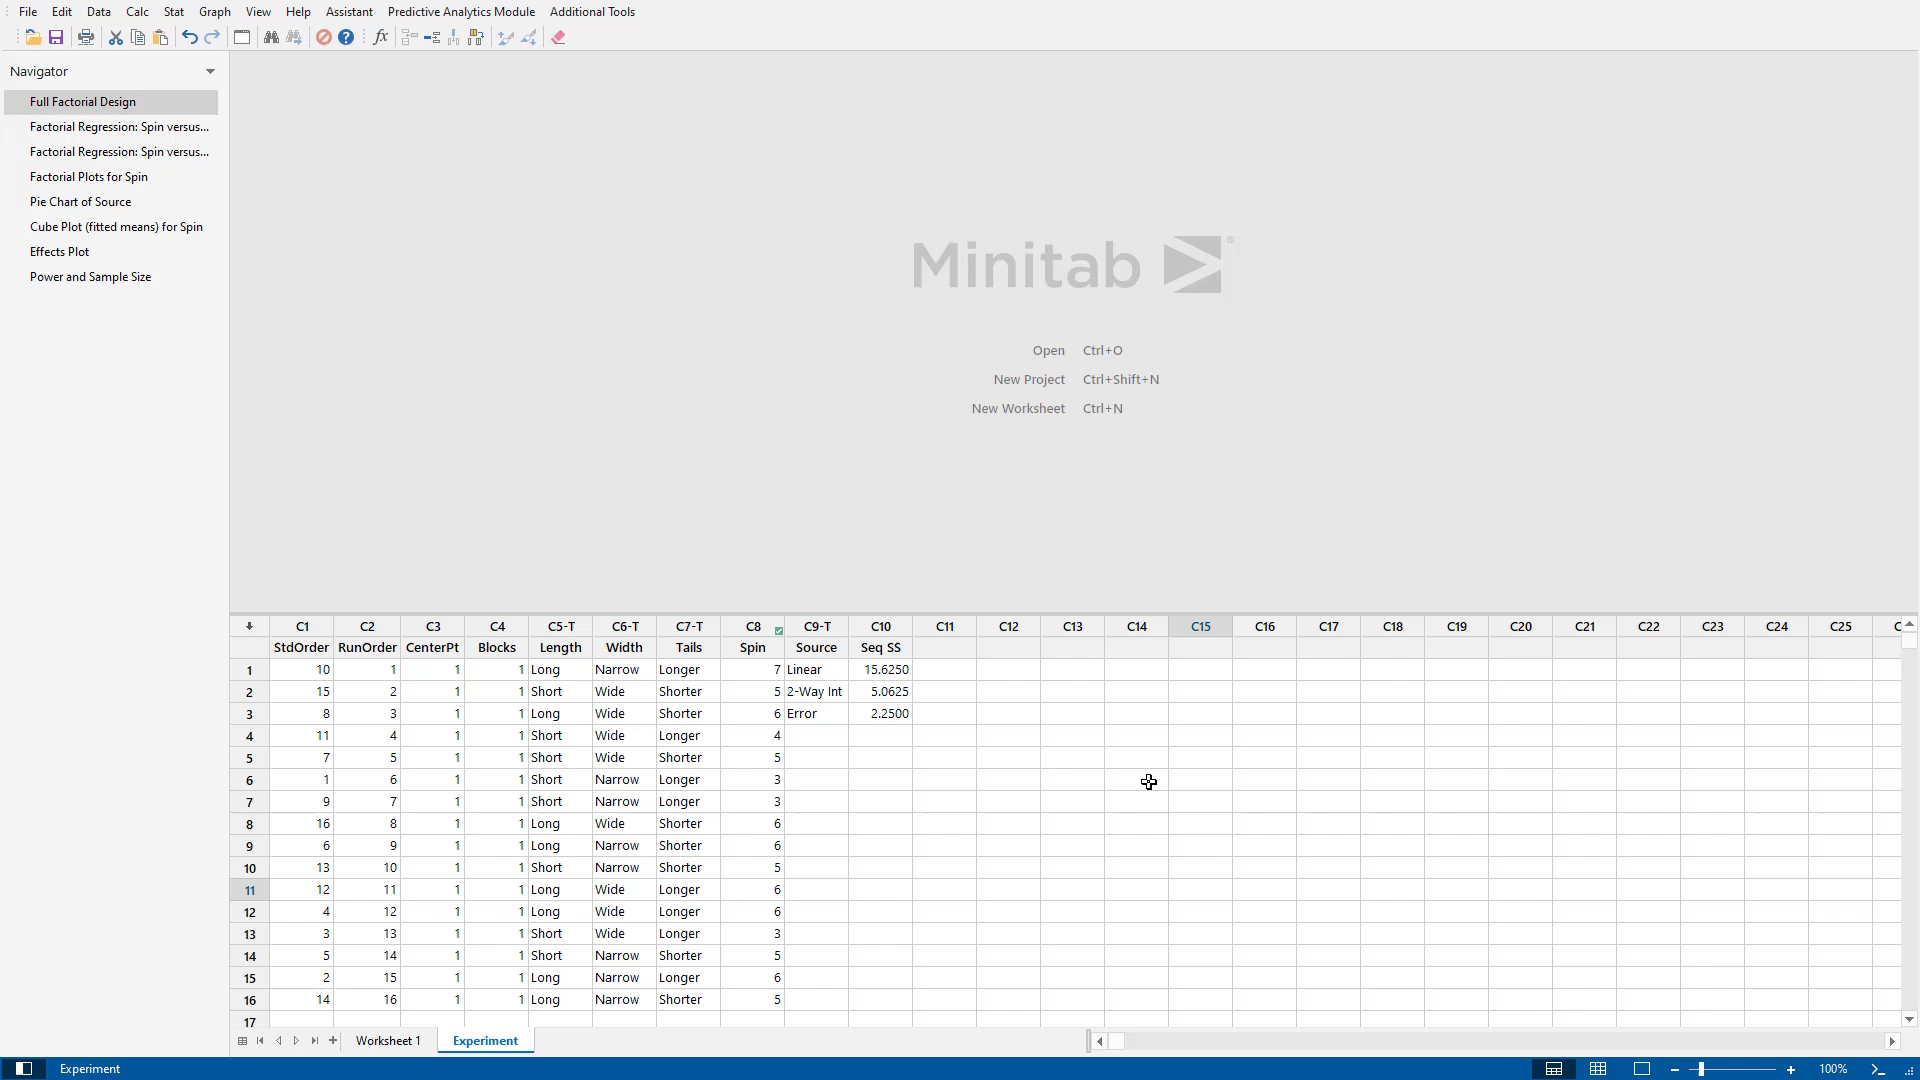 File Edit Data Calc Stat Graph View Help Assistant Predictive Analytics Module Additional Tools
Navigator
Full Factorial Design
Factorial Regression: Spin versus...
Factorial Regression: Spin versus...
Factorial Plots for Spin
Pie Chart of Source
Cube Plot (fitted means) for Spin
Effects Plot
Power and Sample Size
Minitab ®
Open Ctrl+O
New Project Ctrl+Shift+N
New Worksheet Ctrl+N
C1 C2 C3 C4 C5-T C6-T C7-T C8 C9-T C10 C11 C12 C13 C14 C15 C16 C17 C18 C19 C20 C21 C22 C23 C24 C25 C
StdOrder RunOrder CenterPt Blocks Length Width Tails Spin Source Seq SS
1 10 1 1 1 Long Narrow Longer 7 Linear 15.6250
2 15 2 1 1 Short Wide Shorter 5 2-Way Int 5.0625
3 8 3 1 1 Long Wide Shorter 6 Error 2.2500
4 11 4 1 1 Short Wide Longer 4
5 7 5 1 1 Short Wide Shorter 5
6 1 6 1 1 Short Narrow Longer 3
7 9 7 1 1 Short Narrow Longer 3
8 16 8 1 1 Long Wide Shorter 6
9 6 9 1 1 Long Narrow Shorter 6
10 13 10 1 1 Short Narrow Shorter 5
11 12 11 1 1 Long Wide Longer 6
12 4 12 1 1 Long Wide Longer 6
13 3 13 1 1 Short Wide Longer 3
14 5 14 1 1 Short Narrow Shorter 5
15 2 15 1 1 Long Narrow Longer 6
16 14 16 1 1 Long Narrow Shorter 5
17
Worksheet 1 Experiment
Experiment 100%